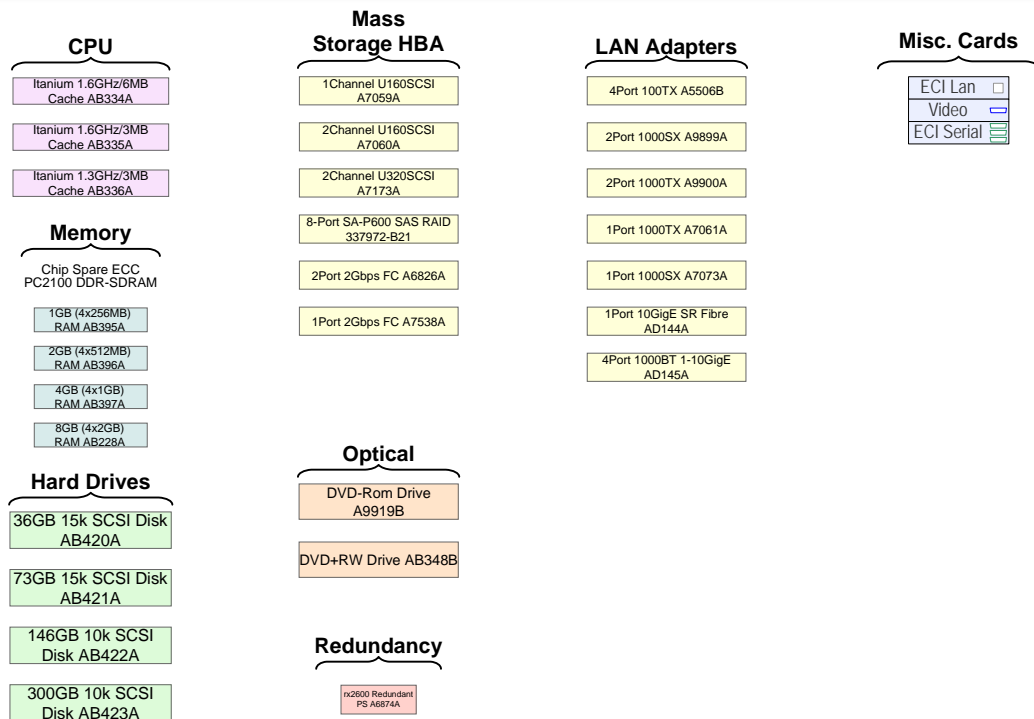 CPU
Itanium 1.6GHz/6MB
Cache AB334A
Itanium 1.6GHz/3MB
Cache AB335A
Itanium 1.3GHz/3MB
Cache AB336A
Memory
Chip Spare ECC
PC2100 DDR-SDRAM
1GB (4x256MB)
RAM AB395A
2GB (4x512MB)
RAM AB396A
4GB (4x1GB)
RAM AB397A
8GB (4x2GB)
RAM AB228A
Hard Drives
36GB 15k SCSI Disk
AB420A
73GB 15k SCSI Disk
AB421A
146GB 10k SCSI
Disk AB422A
300GB 10k SCSI
Disk AB423A
Mass
Storage HBA
1Channel U160SCSI
A7059A
2Channel U160SCSI
A7060A
2Channel U320SCSI
A7173A
8-Port SA-P600 SAS RAID
337972-B21
2Port 2Gbps FC A6826A
1Port 2Gbps FC A7538A
Optical
DVD-Rom Drive
A9919B
DVD+RW Drive AB348B
Redundancy
rx2600 Redundant
PS A6874A
LAN Adapters
4Port 100TX A5506B
2Port 1000SX A9899A
2Port 1000TX A9900A
1Port 1000TX A7061A
1Port 1000SX A7073A
1Port 10GigE SR Fibre
AD144A
4Port 1000BT 1-10GigE
AD145A
Misc. Cards
ECI Lan
Video
ECI Serial